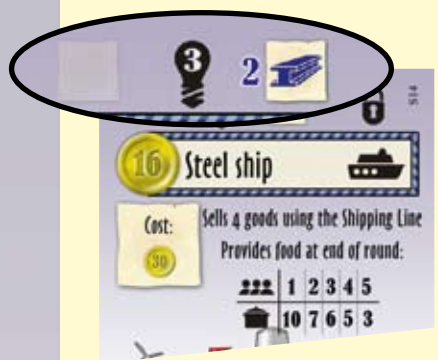 3 2
S14
16 Steel ship
Cost:
30
Sells 4 goods using the Shipping Line
Provides food at end of round:
1 2 3 4 5
10 7 6 5 3